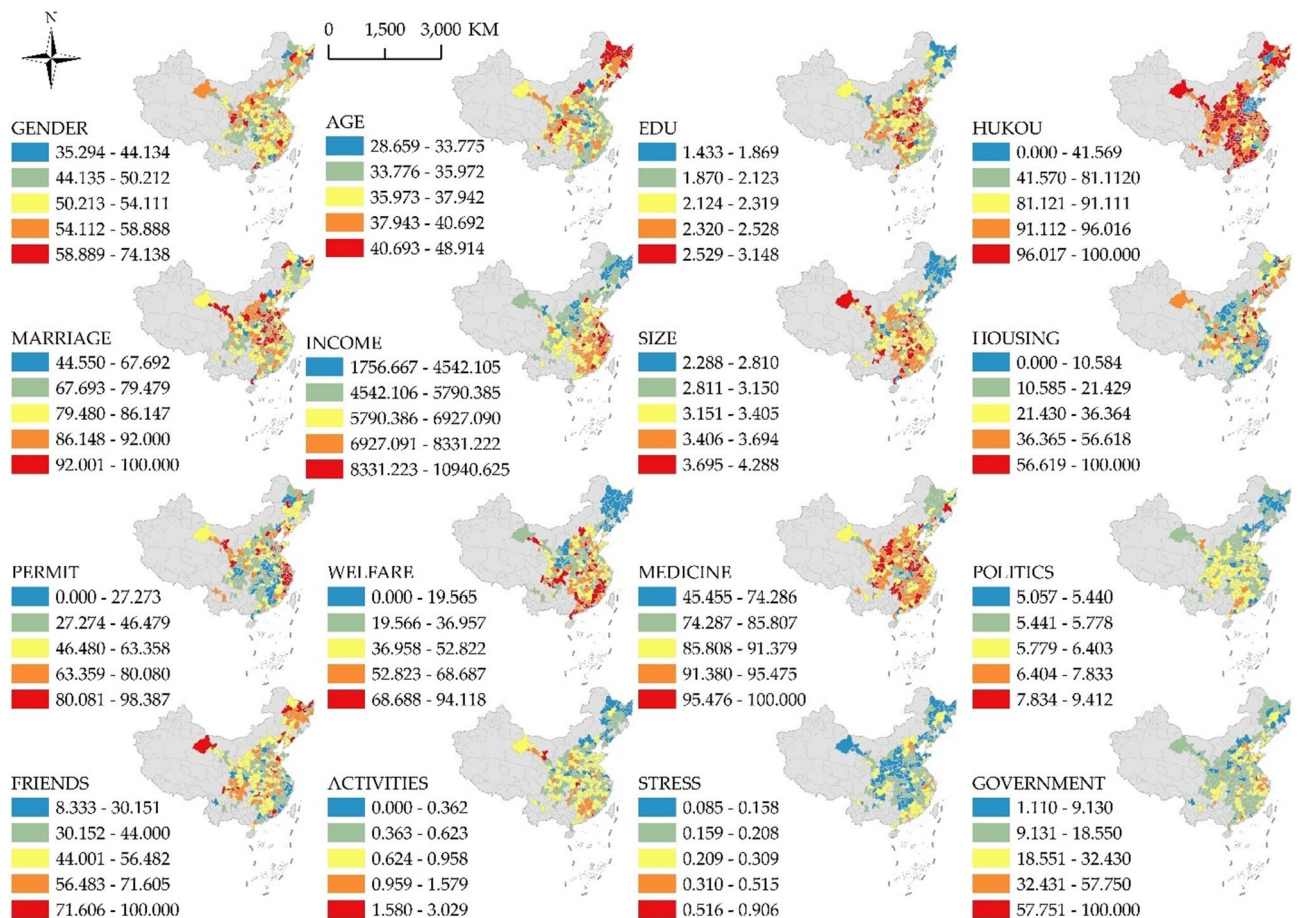 N
0 1,500 3,000 KM
GENDER
35.294 - 44.134
44.135 - 50.212
50.213 - 54.111
54.112 - 58.888
58.889 - 74.138
AGE
28.659 - 33.775
33.776 - 35.972
35.973 - 37.942
37.943 - 40.692
40.693 - 48.914
EDU
1.433 - 1.869
1.870 - 2.123
2.124 - 2.319
2.320 - 2.528
2.529 - 3.148
HUKOU
0.000 - 41.569
41.570 - 81.1120
81.121 - 91.111
91.112 - 96.016
96.017 - 100.000
MARRIAGE
44.550 - 67.692
67.693 - 79.479
79.480 - 86.147
86.148 - 92.000
92.001 - 100.000
INCOME
1756.667 - 4542.105
4542.106 - 5790.385
5790.386 - 6927.090
6927.091 - 8331.222
8331.223 - 10940.625
SIZE
2.288 - 2.810
2.811 - 3.150
3.151 - 3.405
3.406 - 3.694
3.695 - 4.288
HOUSING
0.000 - 10.584
10.585 - 21.429
21.430 - 36.364
36.365 - 56.618
56.619 - 100.000
PERMIT
0.000 - 27.273
27.274 - 46.479
46.480 - 63.358
63.359 - 80.080
80.081 - 98.387
WELFARE
0.000 - 19.565
19.566 - 36.957
36.958 - 52.822
52.823 - 68.687
68.688 - 94.118
MEDICINE
45.455 - 74.286
74.287 - 85.807
85.808 - 91.379
91.380 - 95.475
95.476 - 100.000
POLITICS
5.057 - 5.440
5.441 - 5.778
5.779 - 6.403
6.404 - 7.833
7.834 - 9.412
FRIENDS
8.333 - 30.151
30.152 - 44.000
44.001 - 56.482
56.483 - 71.605
71.606 - 100.000
ACTIVITIES
0.000 - 0.362
0.363 - 0.623
0.624 - 0.958
0.959 - 1.579
1.580 - 3.029
STRESS
0.085 - 0.158
0.159 - 0.208
0.209 - 0.309
0.310 - 0.515
0.516 - 0.906
GOVERNMENT
1.110 - 9.130
9.131 - 18.550
18.551 - 32.430
32.431 - 57.750
57.751 - 100.000